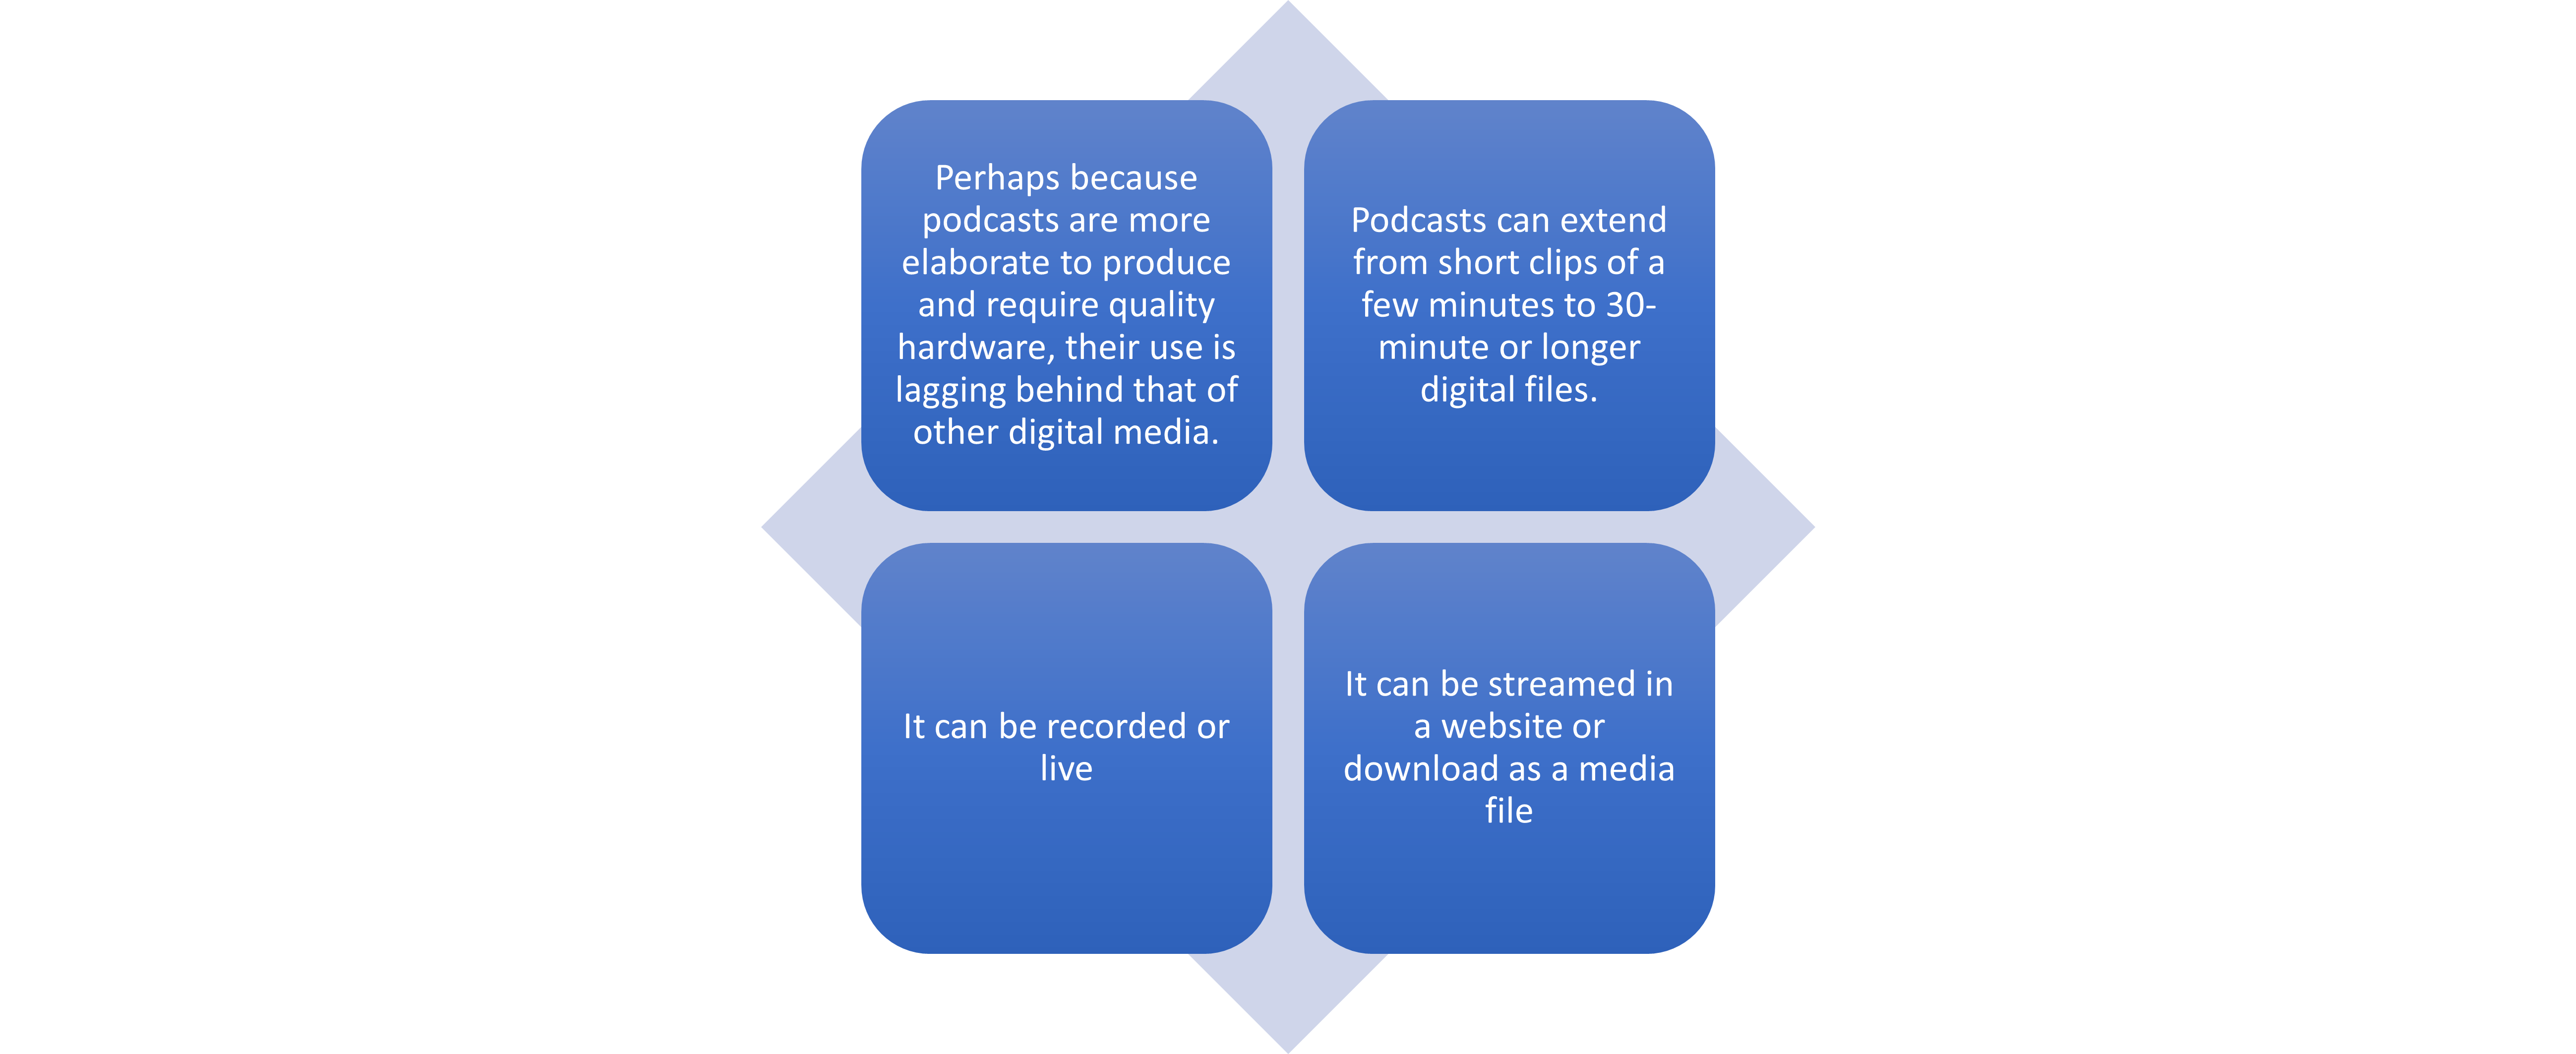 Perhaps because
podcasts are more
elaborate to produce
and require quality
hardware, their use is
lagging behind that of
other digital media.
Podcasts can extend
from short clips of a
few minutes to 30-
minute or longer
digital files.
It can be recorded or
live
It can be streamed in
a website or
download as a media
file